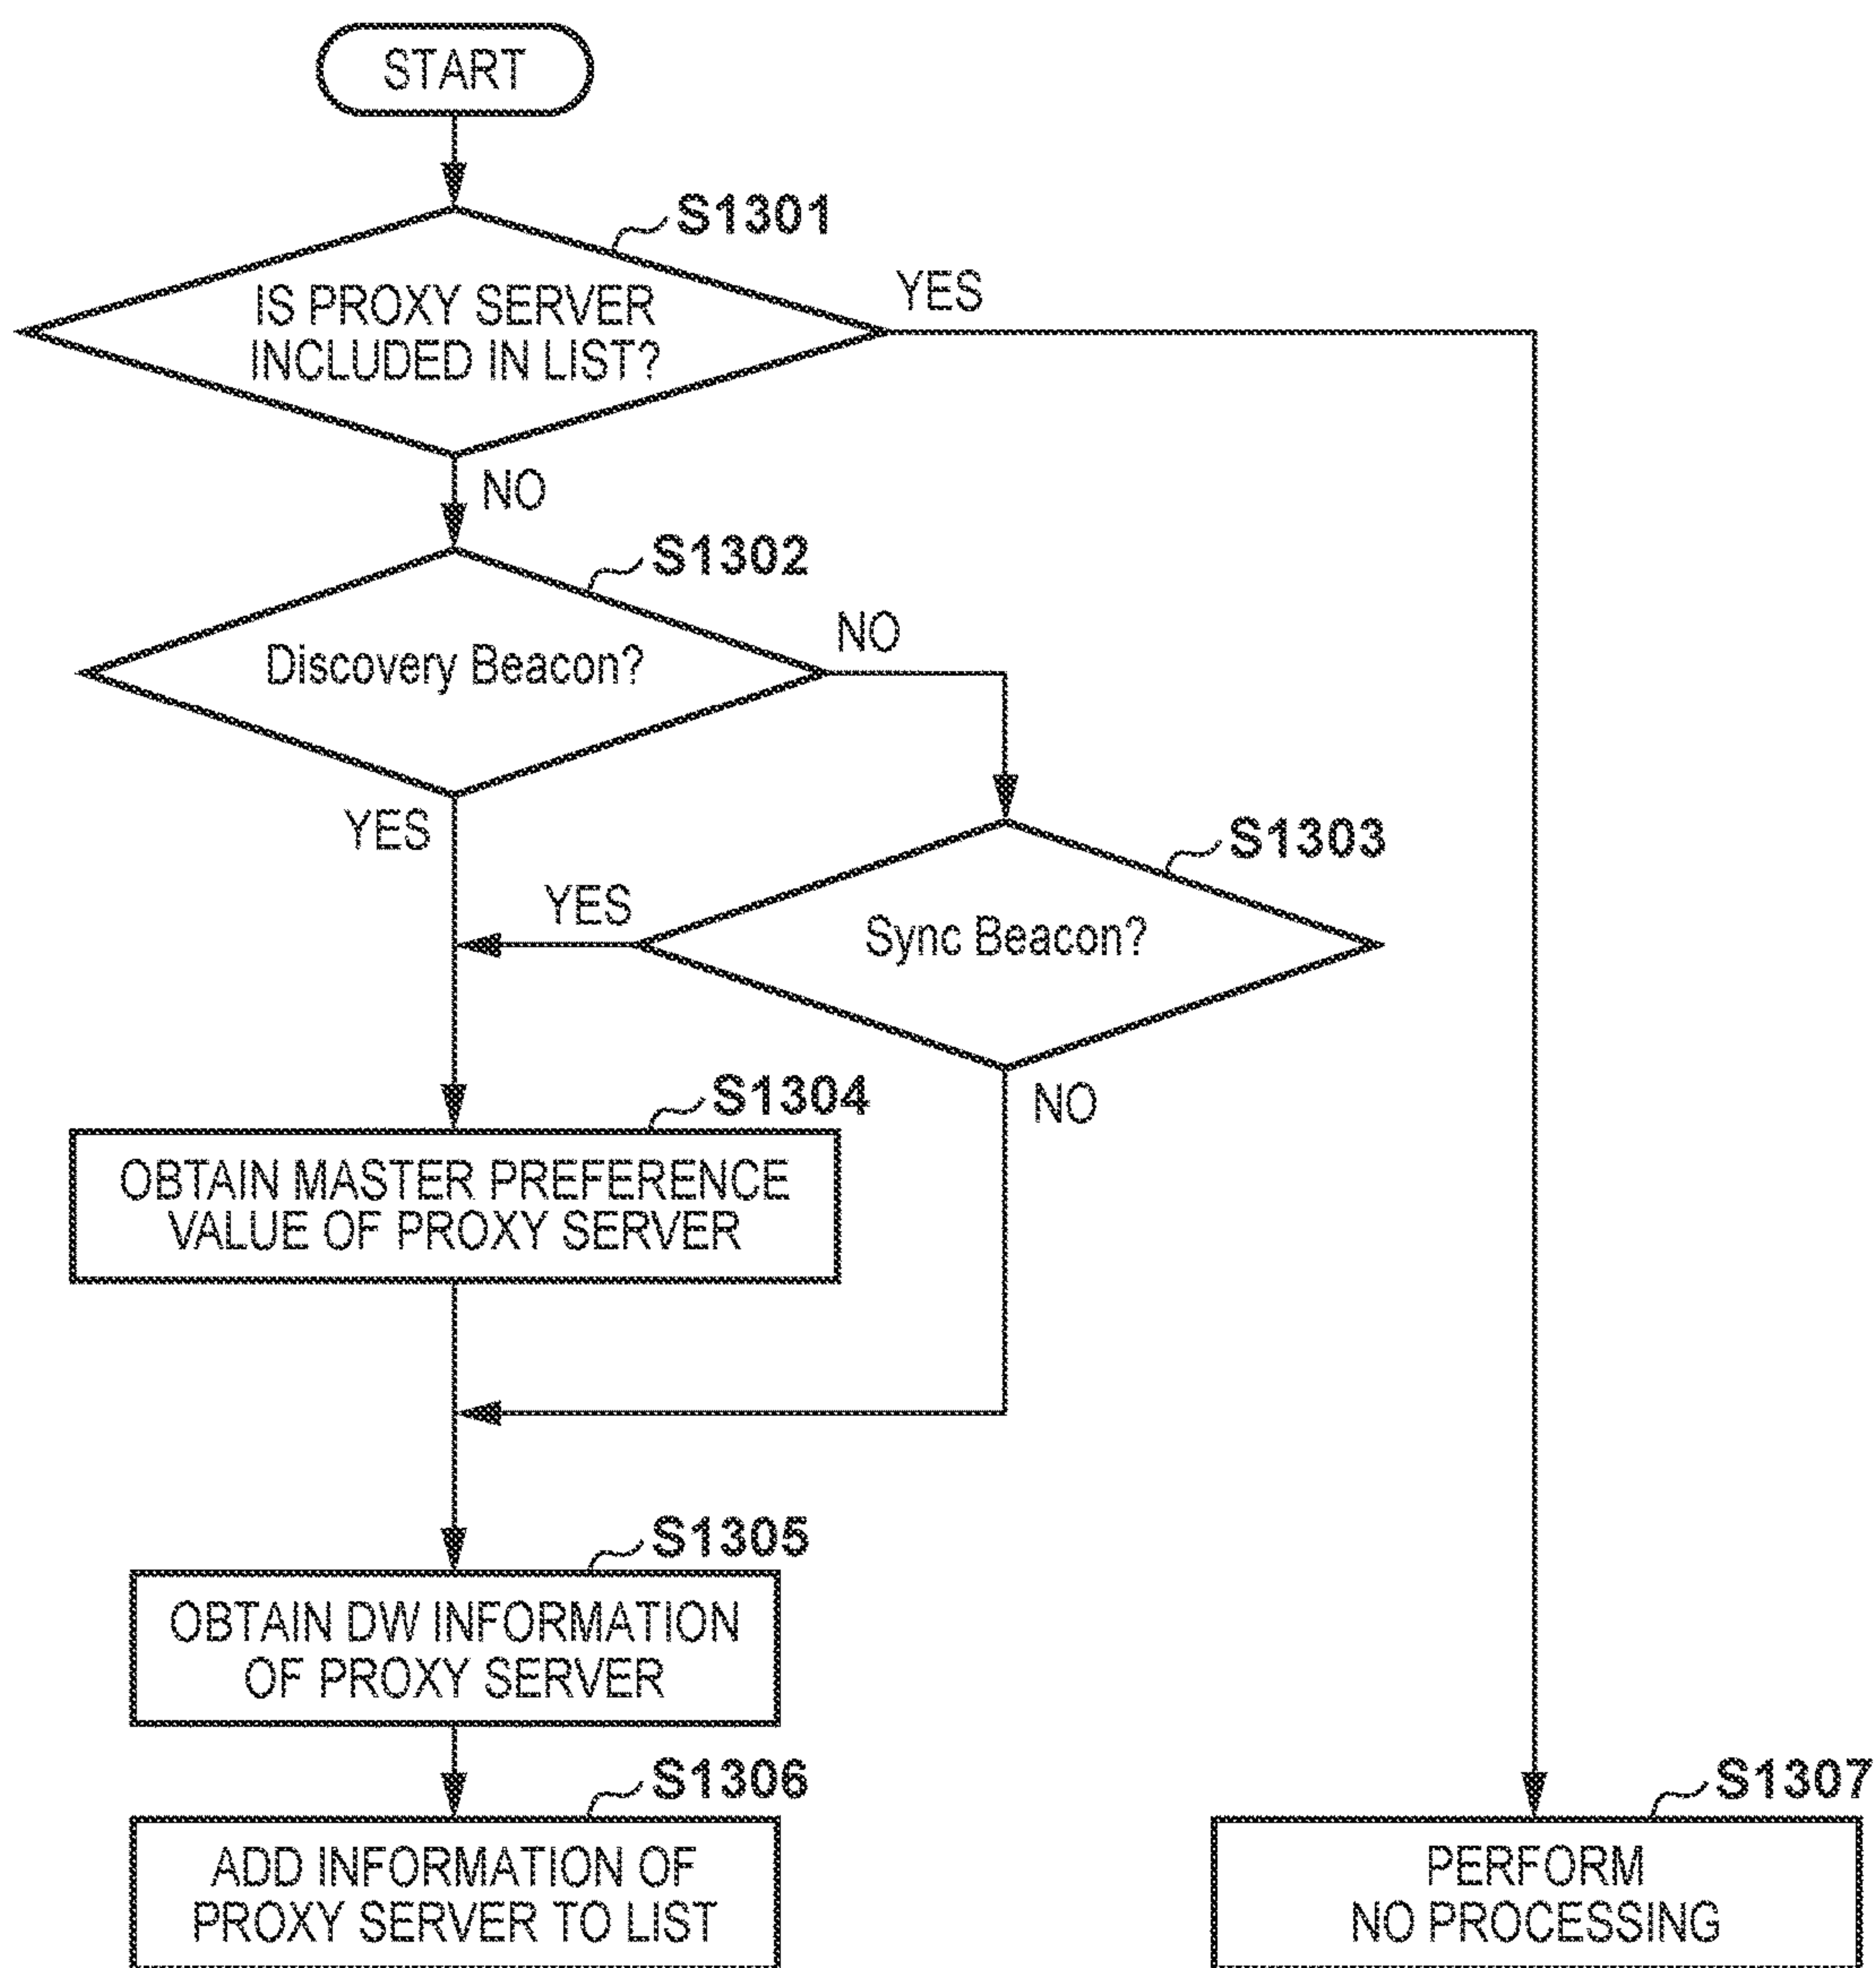 START
S1301
IS PROXY SERVER
INCLUDED IN LIST?
YES
NO
S1302
Discovery Beacon?
NO
YES
S1303
YES
Sync Beacon?
NO
S1304
OBTAIN MASTER PREFERENCE
VALUE OF PROXY SERVER
S1305
OBTAIN DW INFORMATION
OF PROXY SERVER
S1306
ADD INFORMATION OF
PROXY SERVER TO LIST
S1307
PERFORM
NO PROCESSING